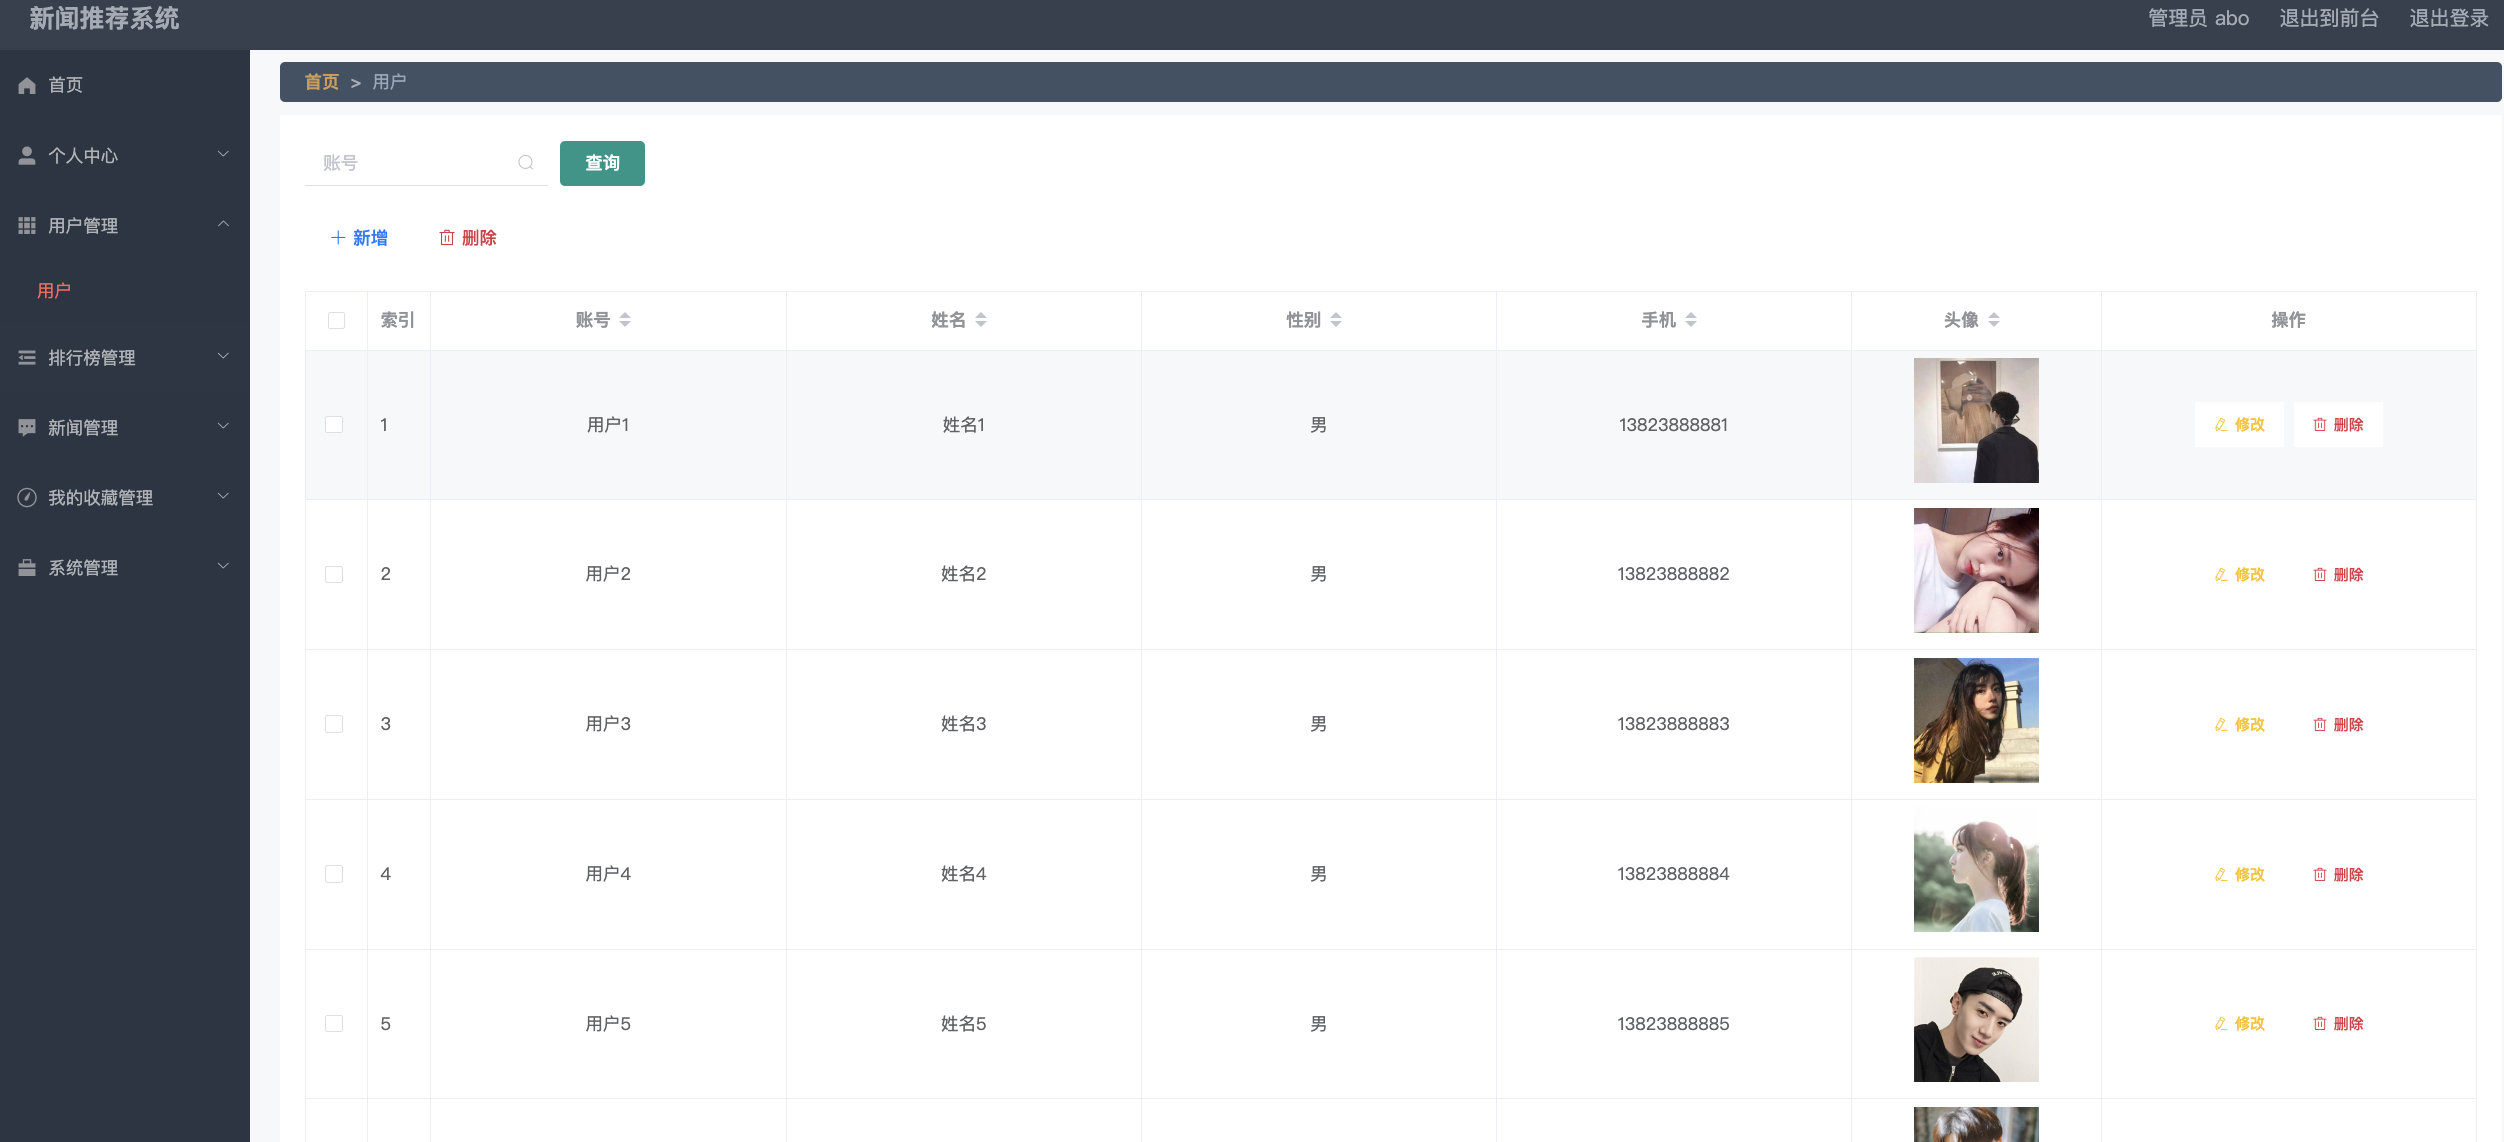 新闻推荐系统
管理员 abo 退出到前台 退出登录
首页
个人中心
用户管理
用户
排行榜管理
新闻管理
我的收藏管理
系统管理
首页 > 用户
账号 查询
新增 删除
索引 账号 姓名 性别 手机 头像 操作
1 用户1 姓名1 男 13823888881 修改 删除
2 用户2 姓名2 男 13823888882 修改 删除
3 用户3 姓名3 男 13823888883 修改 删除
4 用户4 姓名4 男 13823888884 修改 删除
5 用户5 姓名5 男 13823888885 修改 删除